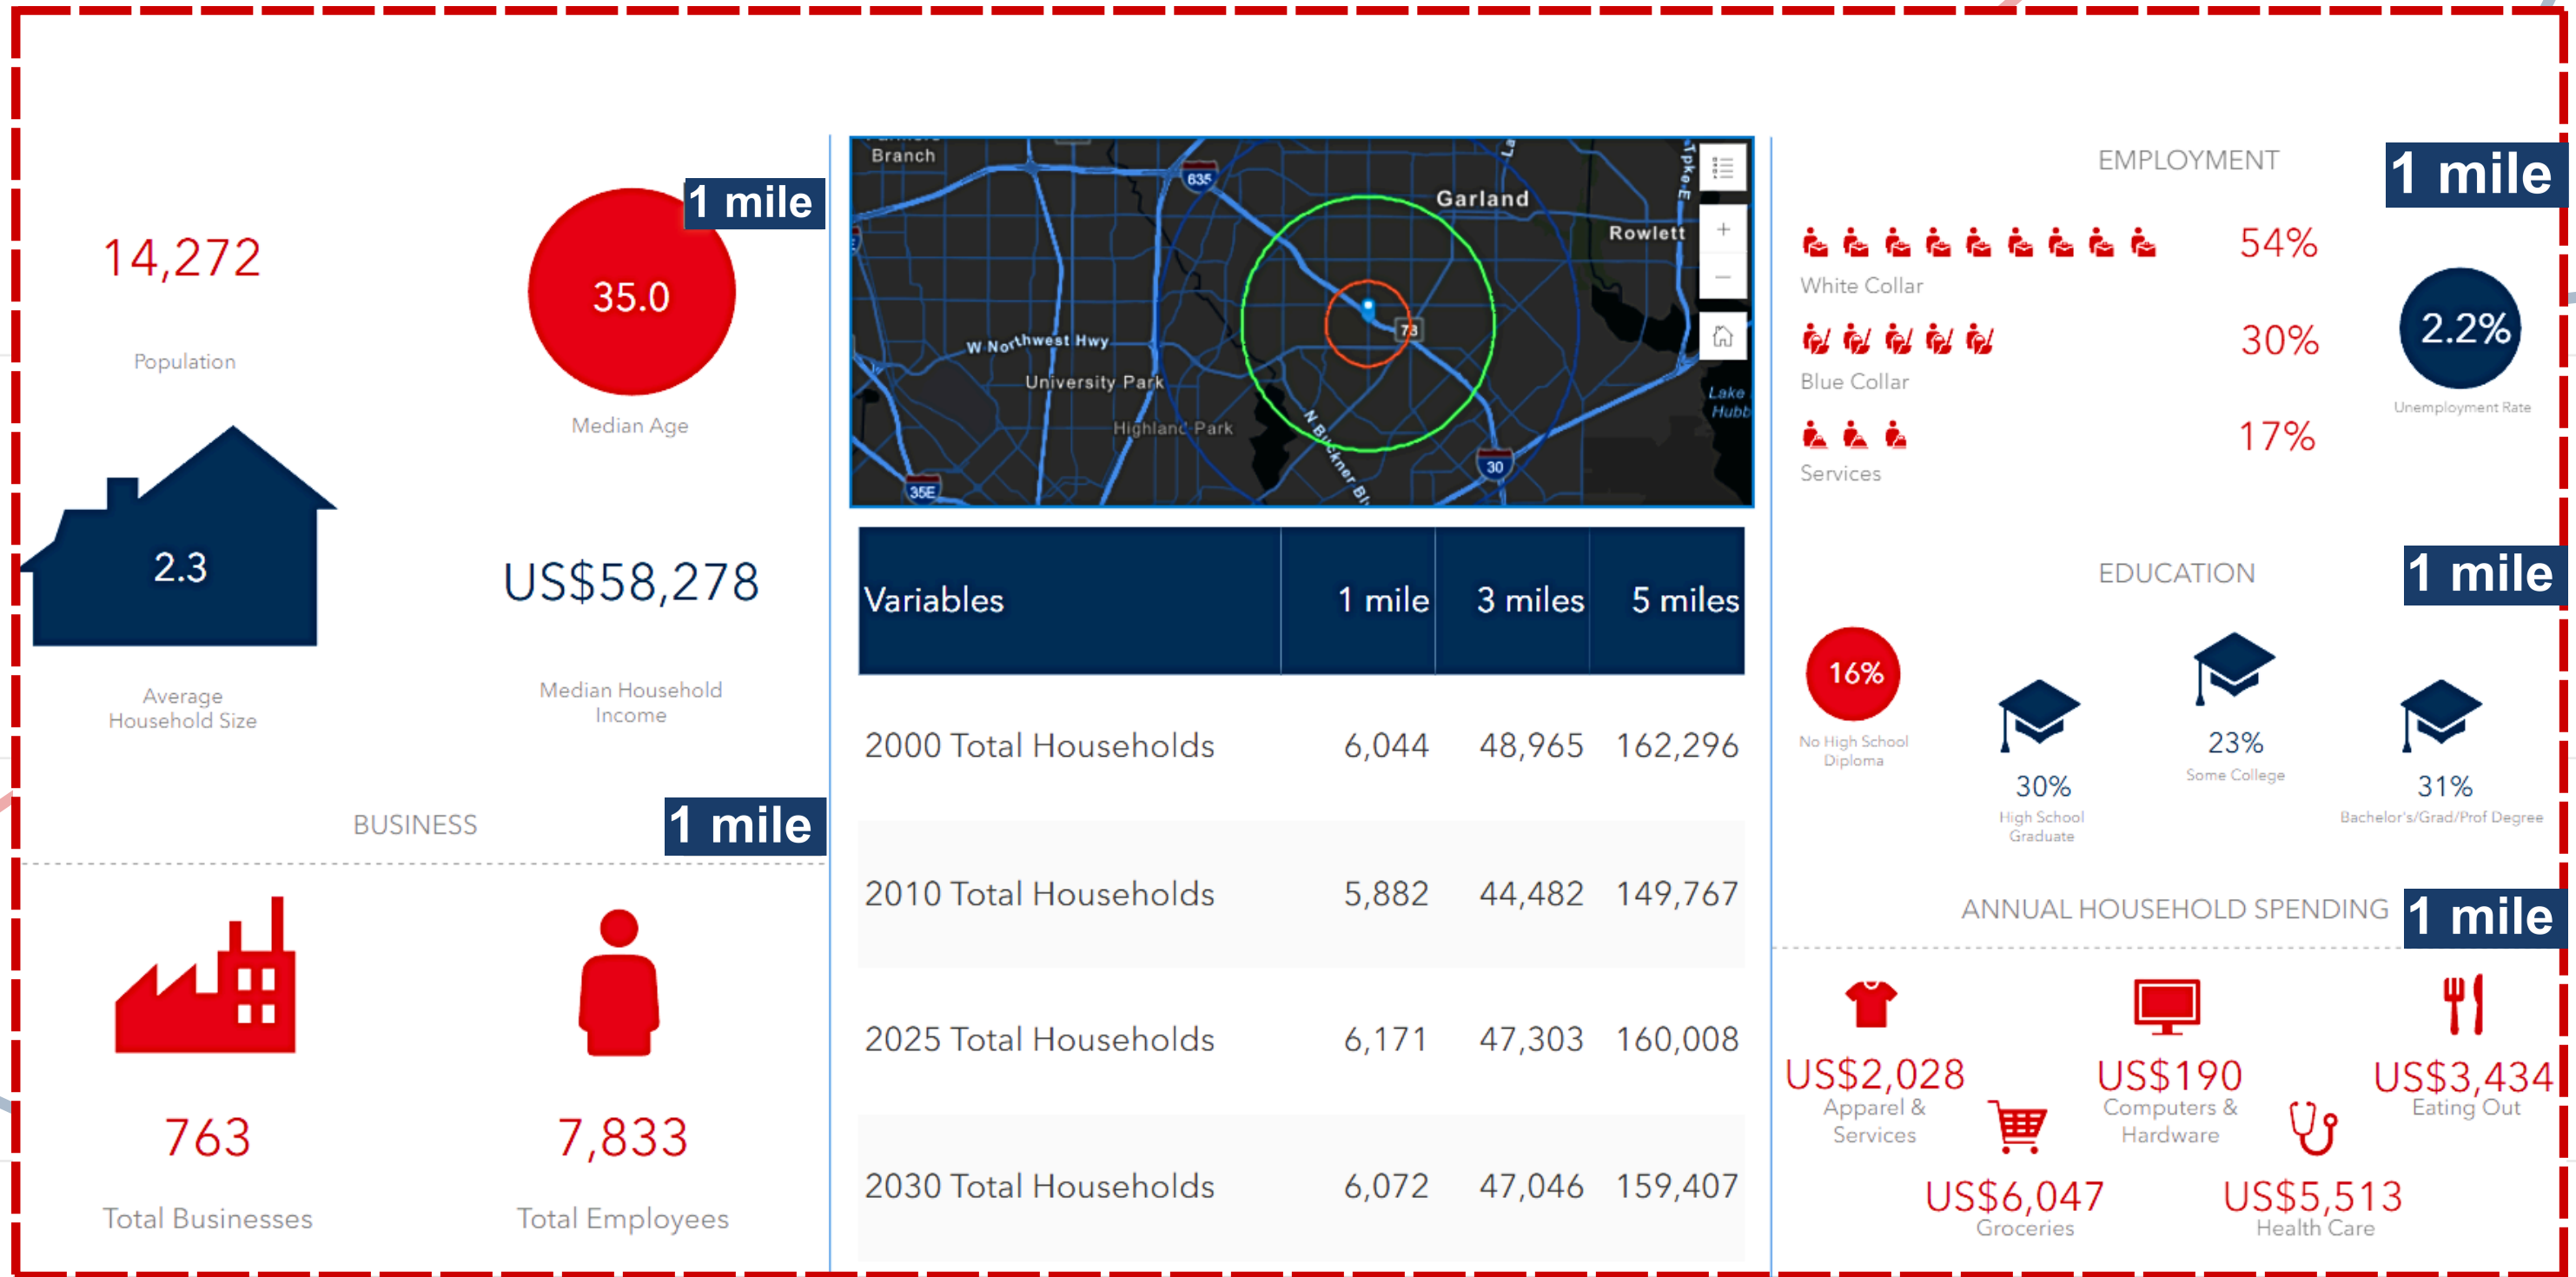 1 mile
14,272
Population
35.0
Median Age
2.3
Average
Household Size
US$58,278
Median Household
Income
BUSINESS
1 mile
763
Total Businesses
7,833
Total Employees
Branch
635
Garland
Tpke E
Rowlett
W Northwest Hwy
78
University Park
Highland Park
N Buckner Bl
Lake
Hubb
30
35E
Variables 1 mile 3 miles 5 miles
2000 Total Households 6,044 48,965 162,296
2010 Total Households 5,882 44,482 149,767
2025 Total Households 6,171 47,303 160,008
2030 Total Households 6,072 47,046 159,407
EMPLOYMENT
1 mile
54%
White Collar
30%
Blue Collar
17%
Services
2.2%
Unemployment Rate
EDUCATION
1 mile
16%
No High School
Diploma
30%
High School
Graduate
23%
Some College
31%
Bachelor's/Grad/Prof Degree
ANNUAL HOUSEHOLD SPENDING
1 mile
US$2,028
Apparel &
Services
US$190
Computers &
Hardware
US$3,434
Eating Out
US$6,047
Groceries
US$5,513
Health Care